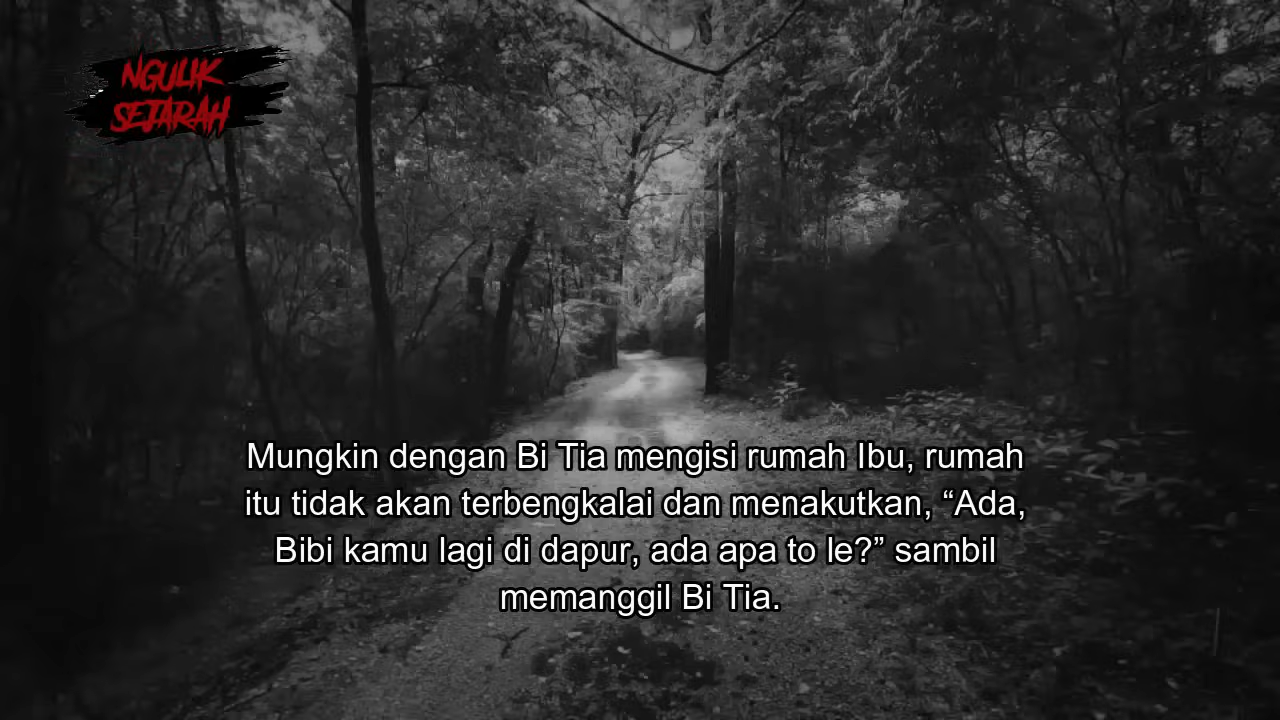 NGULIK
SEJARAH
Mungkin dengan Bi Tia mengisi rumah Ibu, rumah
itu tidak akan terbengkalai dan menakutkan, “Ada,
Bibi kamu lagi di dapur, ada apa to le?” sambil
memanggil Bi Tia.